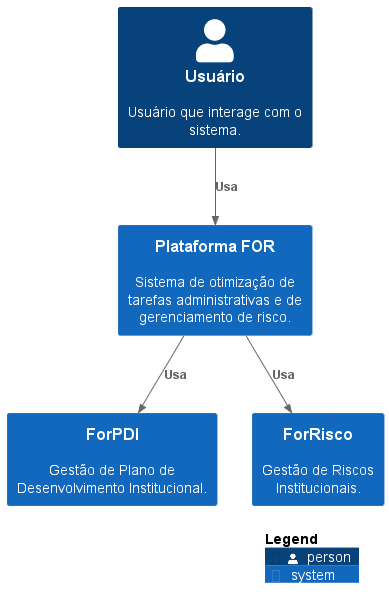 Usuário
Usuário que interage com o
sistema.
Usa
Plataforma FOR
Sistema de otimização de
tarefas administrativas e de
gerenciamento de risco.
Usa
Usa
ForPDI
Gestão de Plano de
Desenvolvimento Institucional.
ForRisco
Gestão de Riscos
Institucionais.
Legend
person
system